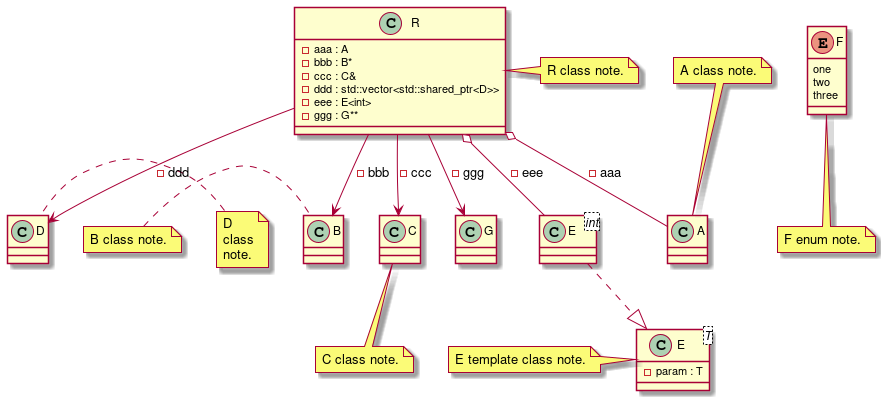 C R
aaa : A
bbb : B*
ccc : C&
ddd : std::vector<std::shared_ptr<D>>
eee : E<int>
ggg : G**
R class note.
A class note.
E F
one
two
three
ddd
bbb
ccc
ggg
eee
aaa
C D
B class note.
D
class
note.
C B
C C
C G
C E
int
C A
F enum note.
C class note.
E template class note.
C E
T
param : T